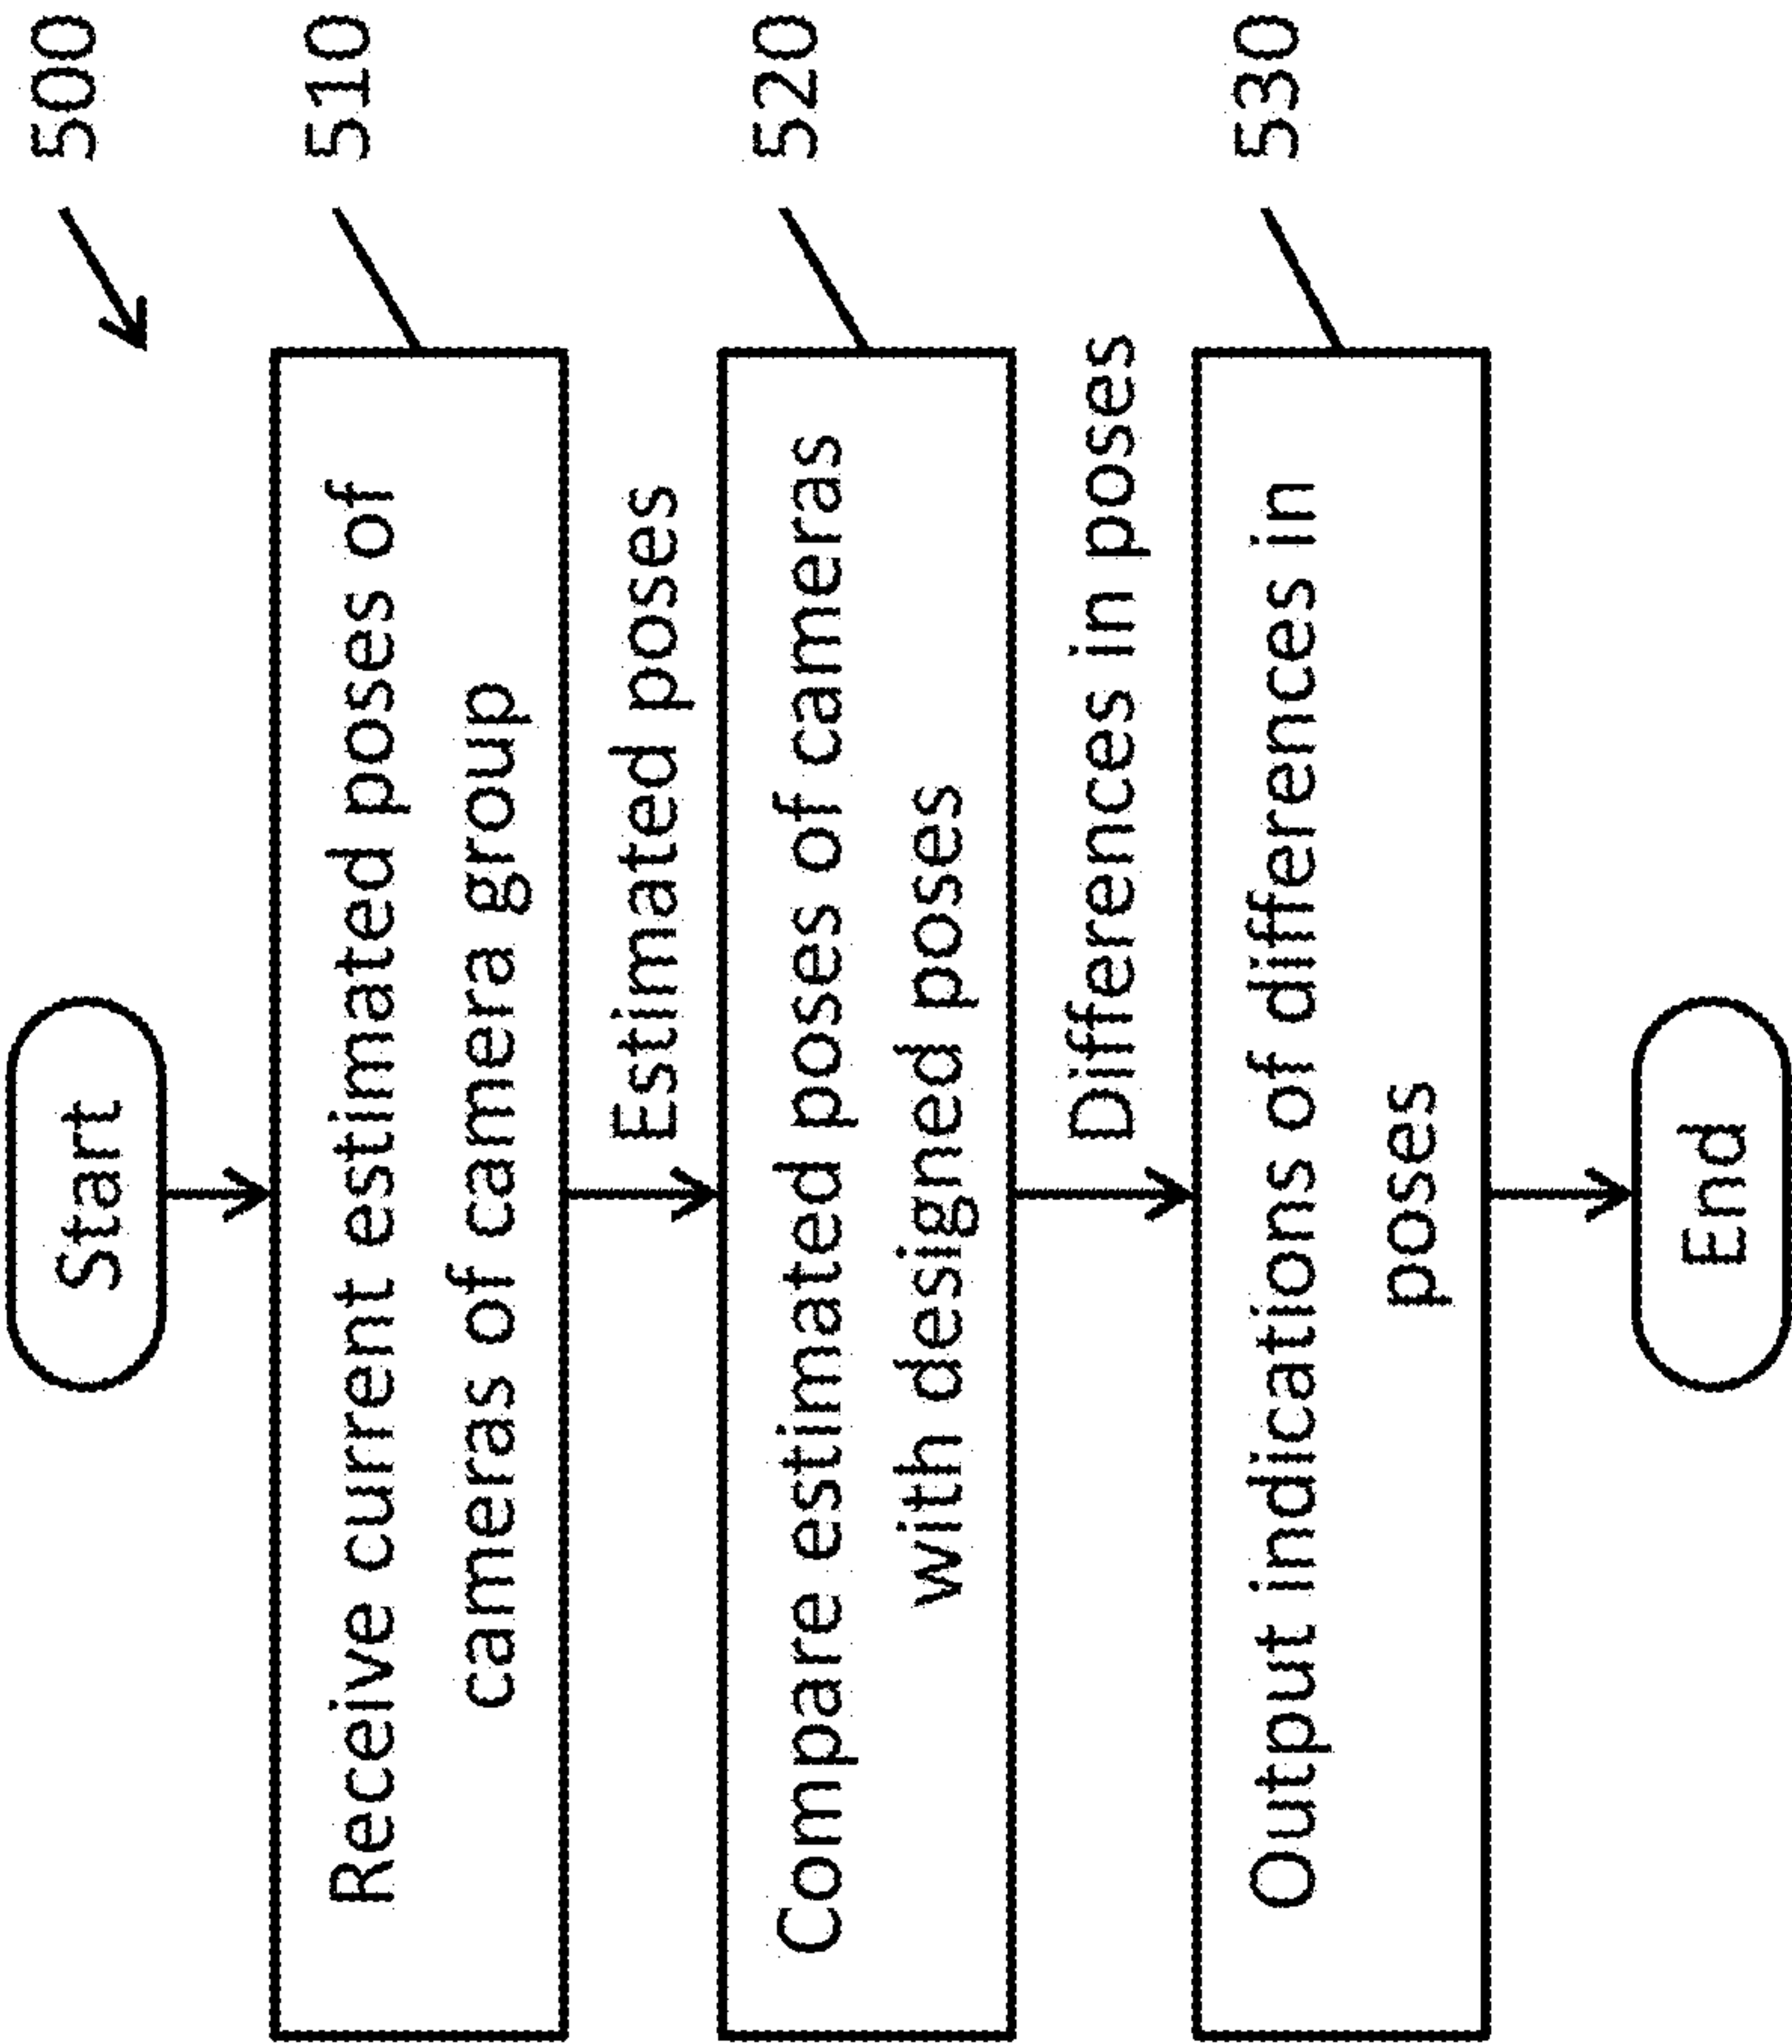 500
Start
510
Receive current estimated poses of
cameras of camera group
Estimated poses
520
Compare estimated poses of cameras
with designed poses
Differences in poses
530
Output indications of differences in
poses
End